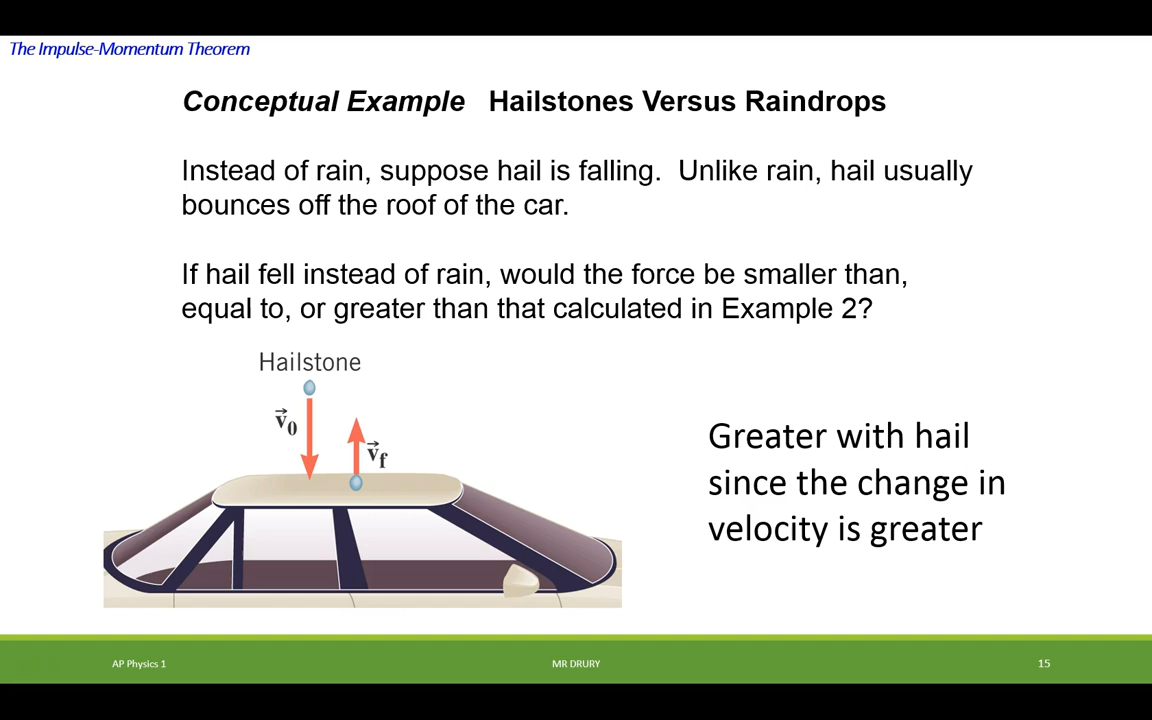 The Impulse-Momentum Theorem
Conceptual Example Hailstones Versus Raindrops
Instead of rain, suppose hail is falling. Unlike rain, hail usually
bounces off the roof of the car.
If hail fell instead of rain, would the force be smaller than,
equal to, or greater than that calculated in Example 2?
Hailstone
v⃗₀
v⃗f
Greater with hail
since the change in
velocity is greater
AP Physics 1
MR DRURY
15